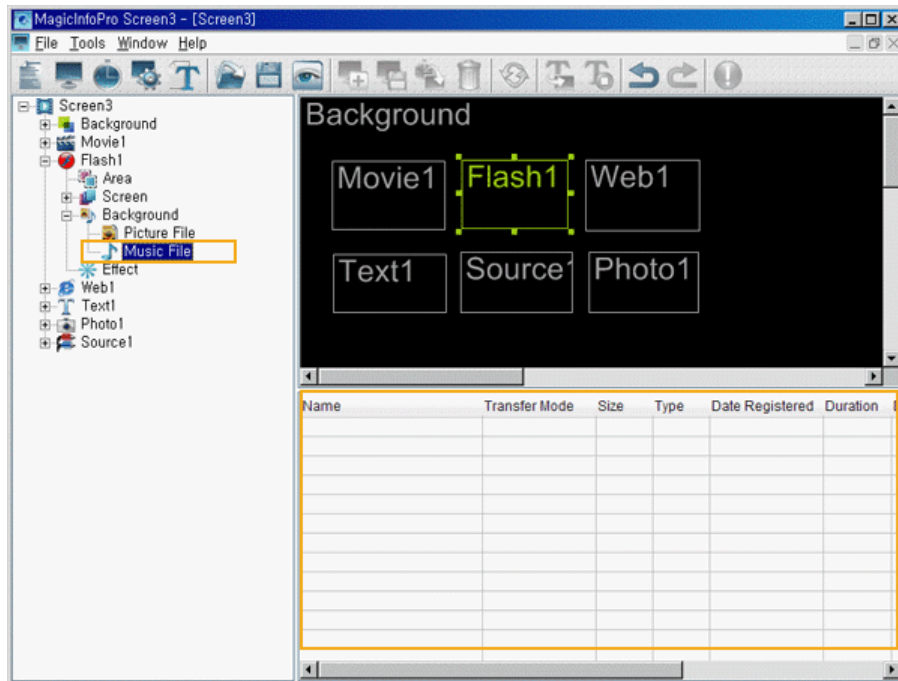 MagicInfoPro Screen3 - [Screen3]
File Tools Window Help
Screen3
Background
Movie1
Flash1
Area
Screen
Background
Picture File
Music File
Effect
Web1
Text1
Photo1
Source1
Background
Movie1 Flash1 Web1
Text1 Source1 Photo1
Name Transfer Mode Size Type Date Registered Duration